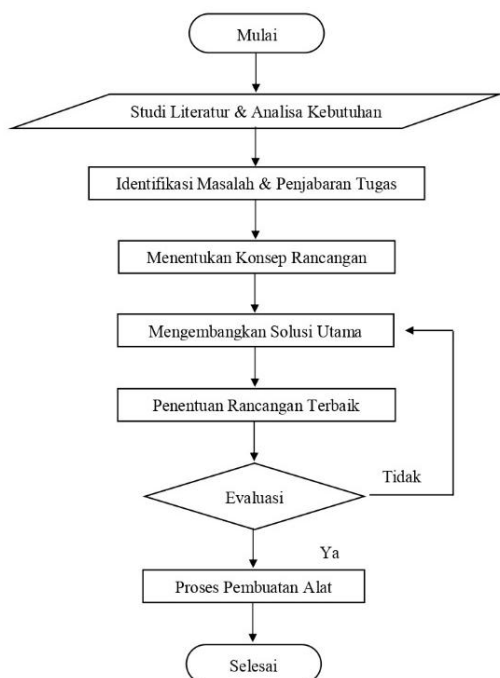 Mulai
Studi Literatur & Analisa Kebutuhan
Identifikasi Masalah & Penjabaran Tugas
Menentukan Konsep Rancangan
Mengembangkan Solusi Utama
Penentuan Rancangan Terbaik
Tidak
Evaluasi
Ya
Proses Pembuatan Alat
Selesai